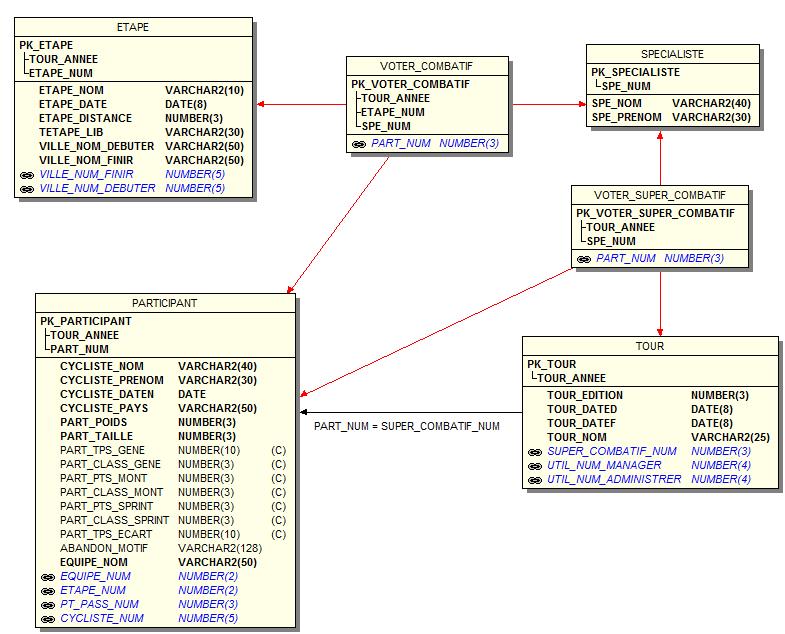 ETAPE
PK_ETAPE
TOUR_ANNEE
ETAPE_NUM
ETAPE_NOM VARCHAR2(10)
ETAPE_DATE DATE(8)
ETAPE_DISTANCE NUMBER(3)
TETAPE_LIB VARCHAR2(30)
VILLE_NOM_DEBUTER VARCHAR2(50)
VILLE_NOM_FINIR VARCHAR2(50)
VILLE_NUM_FINIR NUMBER(5)
VILLE_NUM_DEBUTER NUMBER(5)
VOTER_COMBATIF
PK_VOTER_COMBATIF
TOUR_ANNEE
ETAPE_NUM
SPE_NUM
PART_NUM NUMBER(3)
SPECIALISTE
PK_SPECIALISTE
SPE_NUM
SPE_NOM VARCHAR2(40)
SPE_PRENOM VARCHAR2(30)
VOTER_SUPER_COMBATIF
PK_VOTER_SUPER_COMBATIF
TOUR_ANNEE
SPE_NUM
PART_NUM NUMBER(3)
PARTICIPANT
PK_PARTICIPANT
TOUR_ANNEE
PART_NUM
CYCLISTE_NOM VARCHAR2(40)
CYCLISTE_PRENOM VARCHAR2(30)
CYCLISTE_DATEN DATE
CYCLISTE_PAYS VARCHAR2(50)
PART_POIDS NUMBER(3)
PART_TAILLE NUMBER(3)
PART_TPS_GENE NUMBER(10) (C)
PART_CLASS_GENE NUMBER(3) (C)
PART_PTS_MONT NUMBER(3) (C)
PART_CLASS_MONT NUMBER(3) (C)
PART_PTS_SPRINT NUMBER(3) (C)
PART_CLASS_SPRINT NUMBER(3) (C)
PART_TPS_ECART NUMBER(10) (C)
ABANDON_MOTIF VARCHAR2(128)
EQUIPE_NOM VARCHAR2(50)
EQUIPE_NUM NUMBER(2)
ETAPE_NUM NUMBER(2)
PT_PASS_NUM NUMBER(3)
CYCLISTE_NUM NUMBER(5)
PART_NUM = SUPER_COMBATIF_NUM
TOUR
PK_TOUR
TOUR_ANNEE
TOUR_EDITION NUMBER(3)
TOUR_DATED DATE(8)
TOUR_DATEF DATE(8)
TOUR_NOM VARCHAR2(25)
SUPER_COMBATIF_NUM NUMBER(3)
UTIL_NUM_MANAGER NUMBER(4)
UTIL_NUM_ADMINISTRER NUMBER(4)